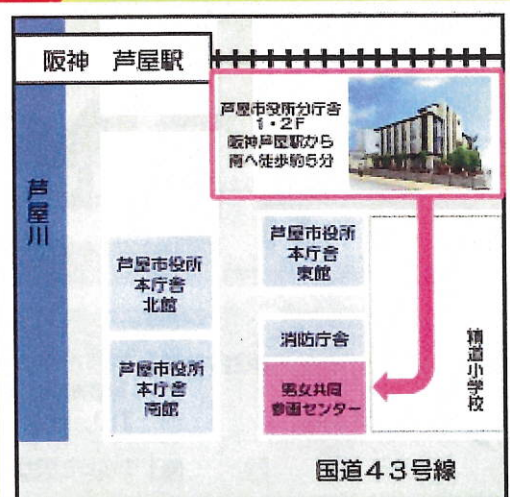 阪神 芦屋駅
芦屋市役所分庁舎
1・2F
阪神芦屋駅から
南へ徒歩約5分
芦屋川
芦屋市役所
本庁舎
東館
芦屋市役所
本庁舎
北館
消防庁舎
芦屋市役所
本庁舎
南館
男女共同
参画センター
精道小学校
国道43号線